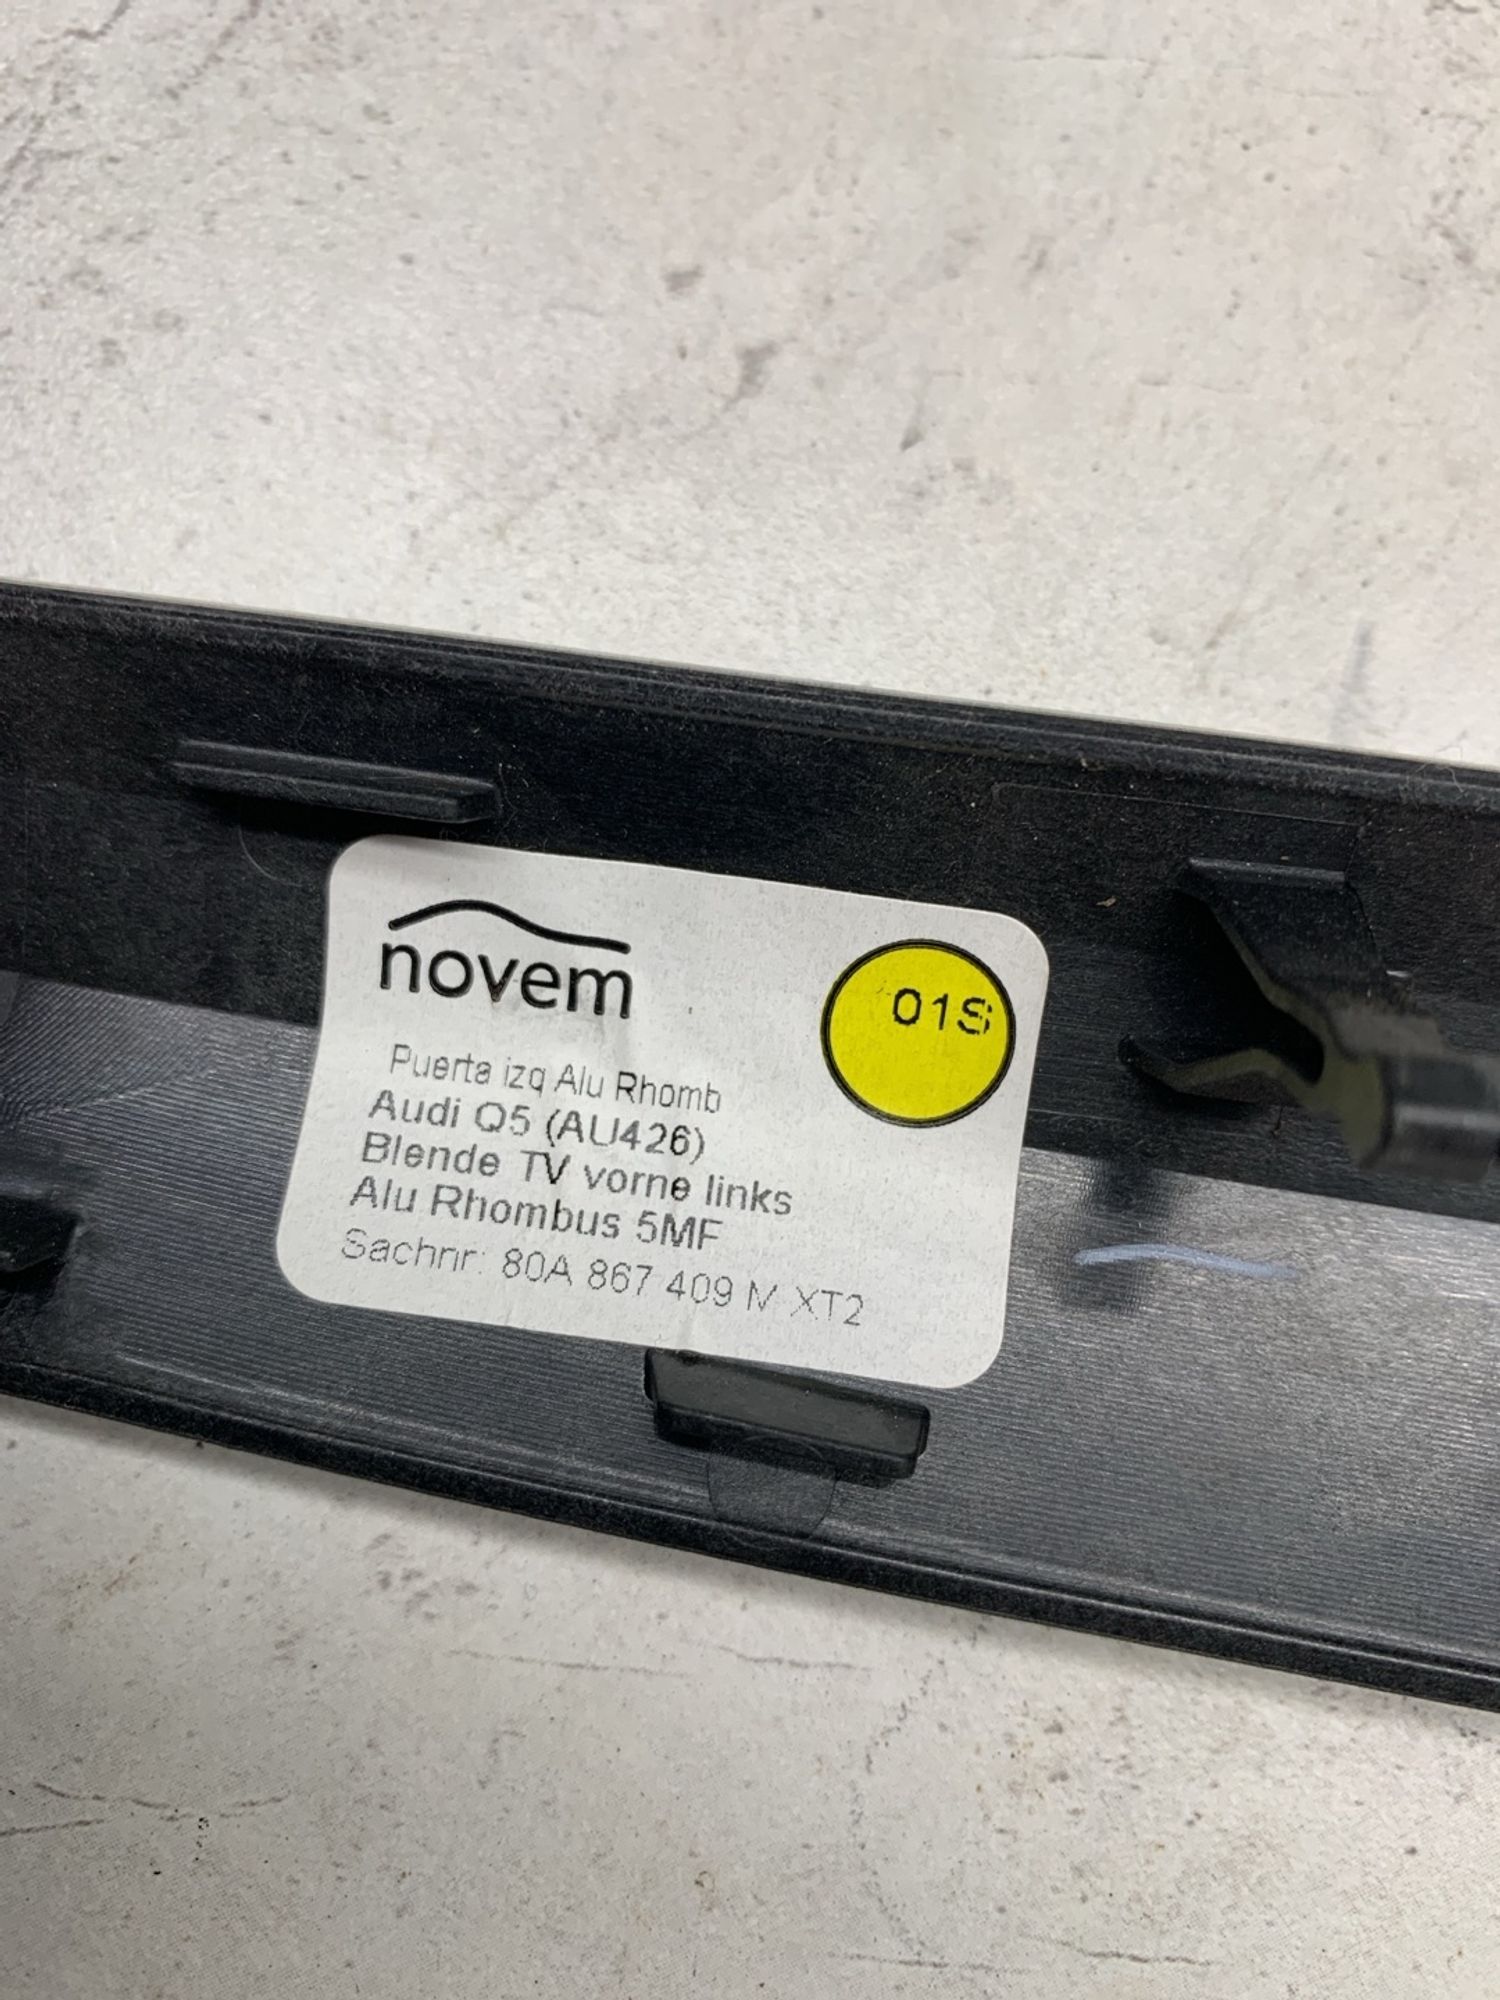 novem
01S
Puerta izq Alu Rhomb
Audi Q5 (AU426)
Blende TV vorne links
Alu Rhombus 5MF
Sachnr: 80A 867 409 XT2